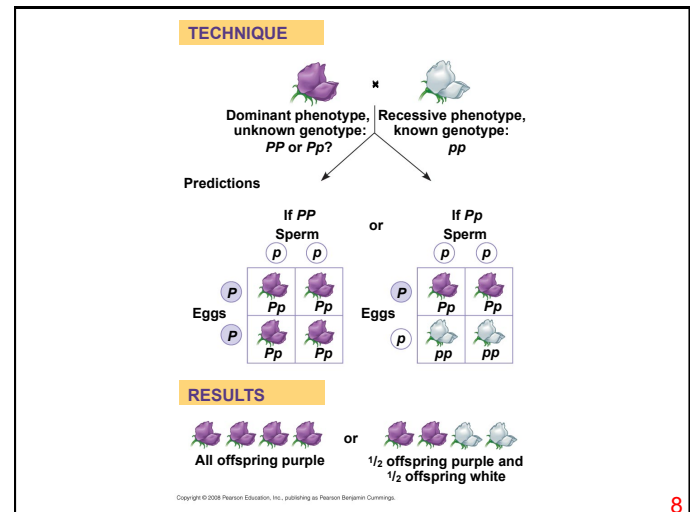 TECHNIQUE
×
Dominant phenotype,
unknown genotype:
PP or Pp?
Recessive phenotype,
known genotype:
pp
Predictions
If PP
Sperm
p p
Eggs
P
Pp Pp
P
Pp Pp
or
If Pp
Sperm
p p
Eggs
P
Pp Pp
p
pp pp
RESULTS
All offspring purple
or
1/2 offspring purple and
1/2 offspring white
Copyright © 2008 Pearson Education, Inc., publishing as Pearson Benjamin Cummings.
8